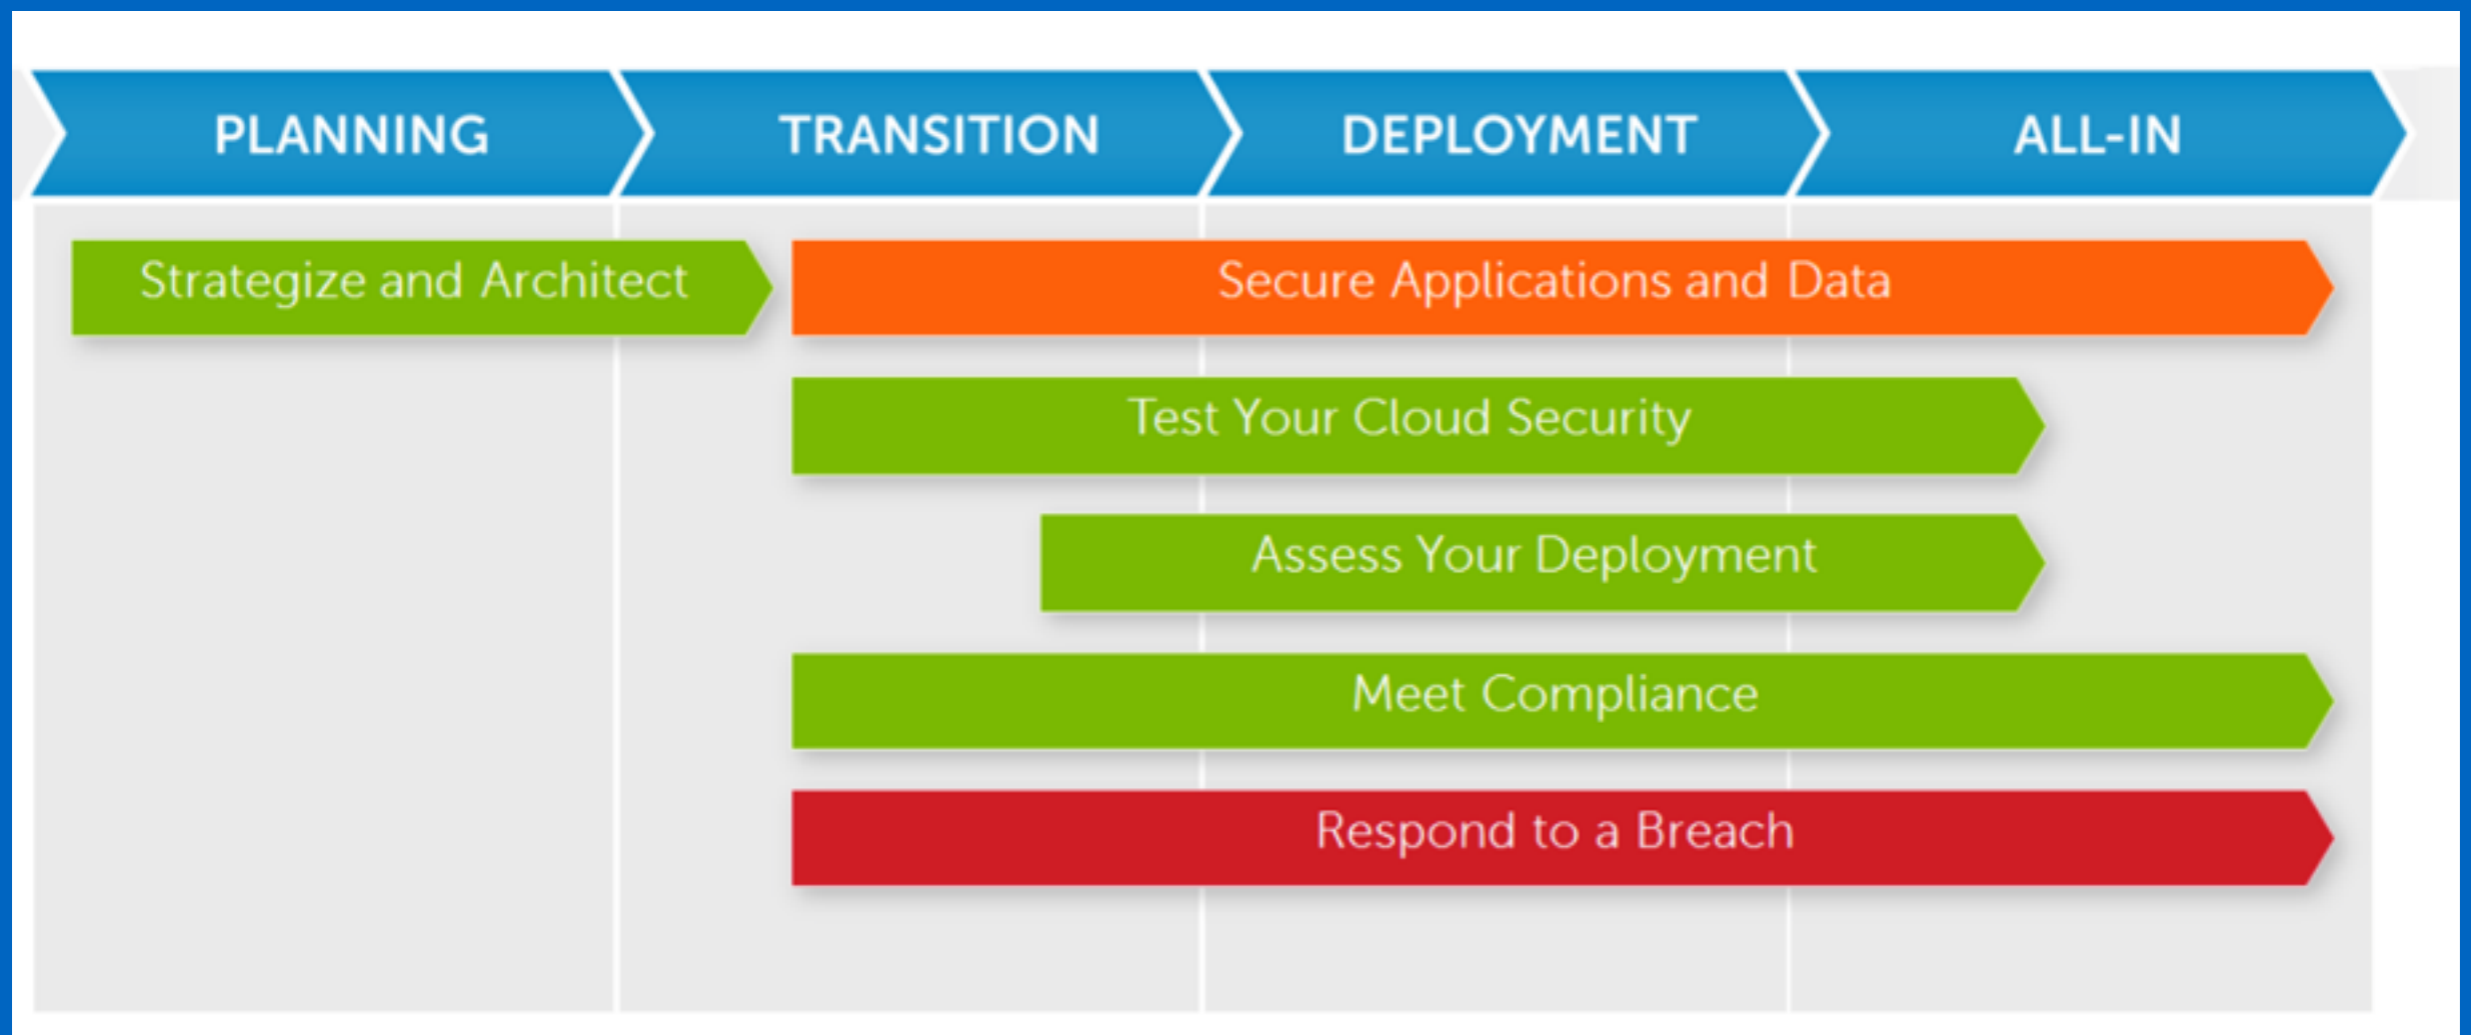 PLANNING
TRANSITION
DEPLOYMENT
ALL-IN
Strategize and Architect
Secure Applications and Data
Test Your Cloud Security
Assess Your Deployment
Meet Compliance
Respond to a Breach